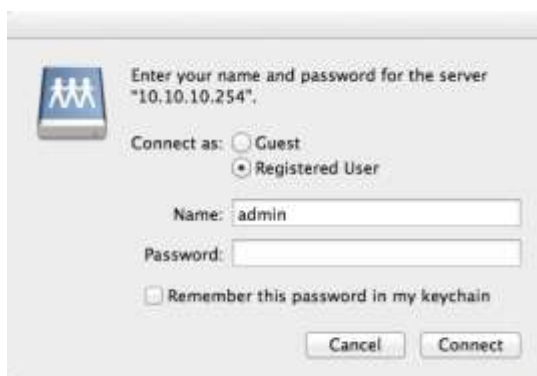 Enter your name and password for the server
"10.10.10.254".
Connect as: Guest
Registered User
Name: admin
Password:
Remember this password in my keychain
Cancel Connect